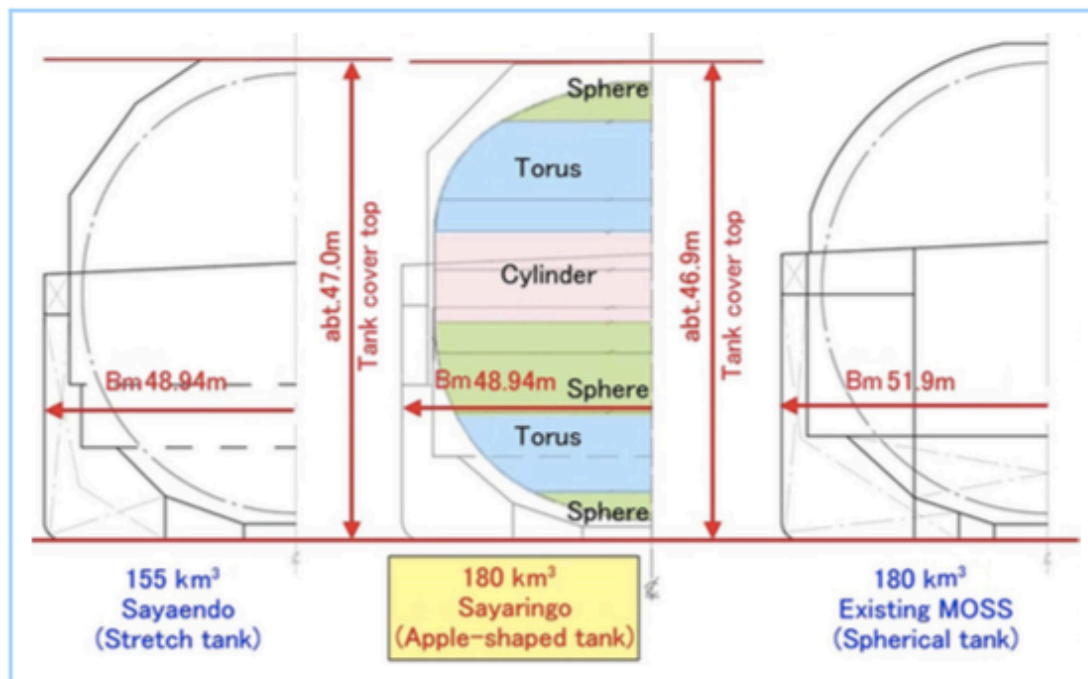 Sphere
Torus
Cylinder
Sphere
Torus
Sphere
abt.47.0m
Tank cover top
abt.46.9m
Tank cover top
Bm 48.94m
Bm 48.94m
Bm 51.9m
155 km³
Sayaendo
(Stretch tank)
180 km³
Sayaringo
(Apple-shaped tank)
180 km³
Existing MOSS
(Spherical tank)